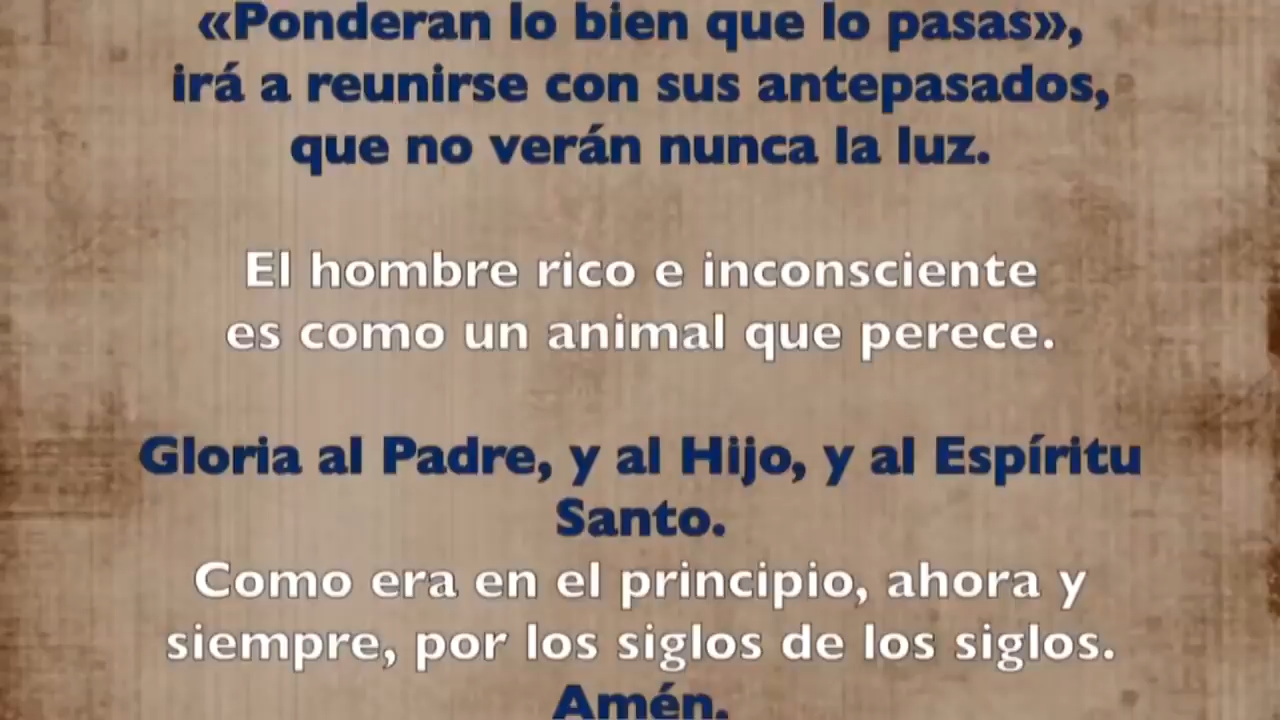 «Ponderan lo bien que lo pasas»,
irá a reunirse con sus antepasados,
que no verán nunca la luz.
El hombre rico e inconsciente
es como un animal que perece.
Gloria al Padre, y al Hijo, y al Espíritu
Santo.
Como era en el principio, ahora y
siempre, por los siglos de los siglos.
Amén.